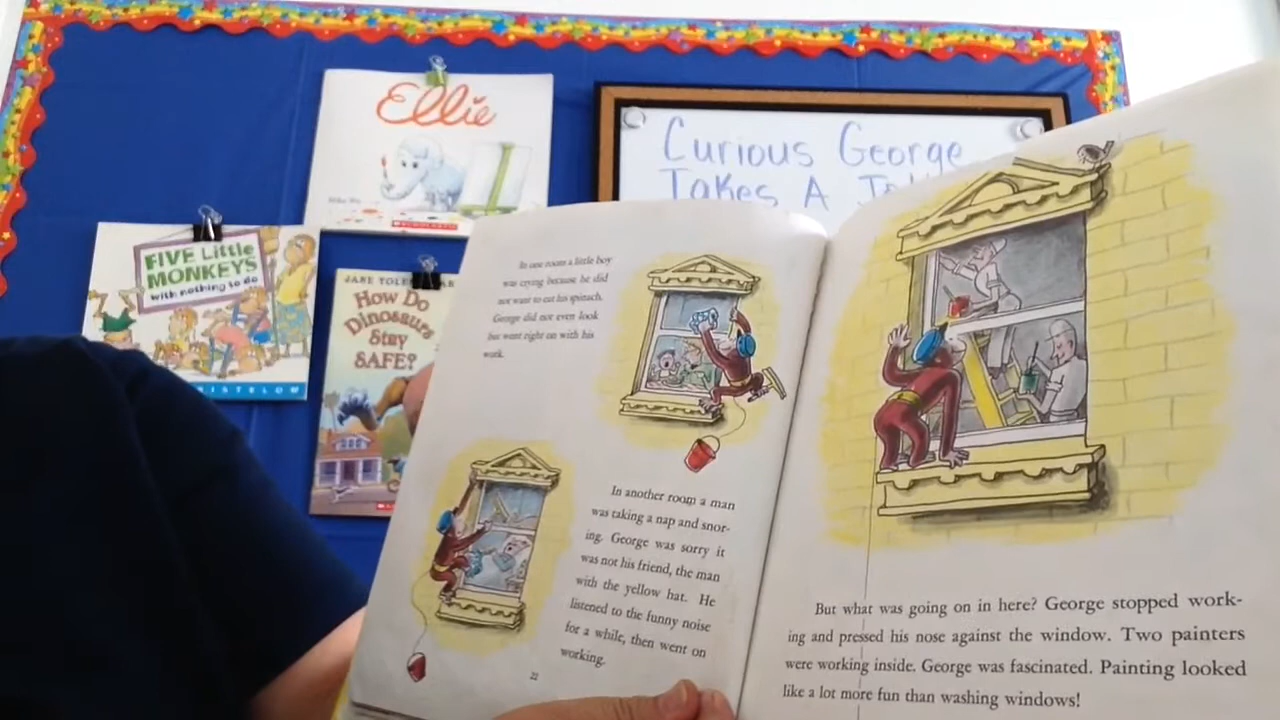 Ellie
SCHOLASTIC
Curious George
Takes A
FIVE Little
MONKEYS
with nothing to do
JANE
How Do
Dinosaurs
Stay
SAFE?
In one room a little boy
was crying because he did
not want to eat his spinach.
George did not even look
but went right on with his
work.
In another room a man
was taking a nap and snor-
ing. George was sorry it
was not his friend, the man
with the yellow hat. He
listened to the funny noise
for a while, then went on
working.
22
But what was going on in here? George stopped work-
ing and pressed his nose against the window. Two painters
were working inside. George was fascinated. Painting looked
like a lot more fun than washing windows!